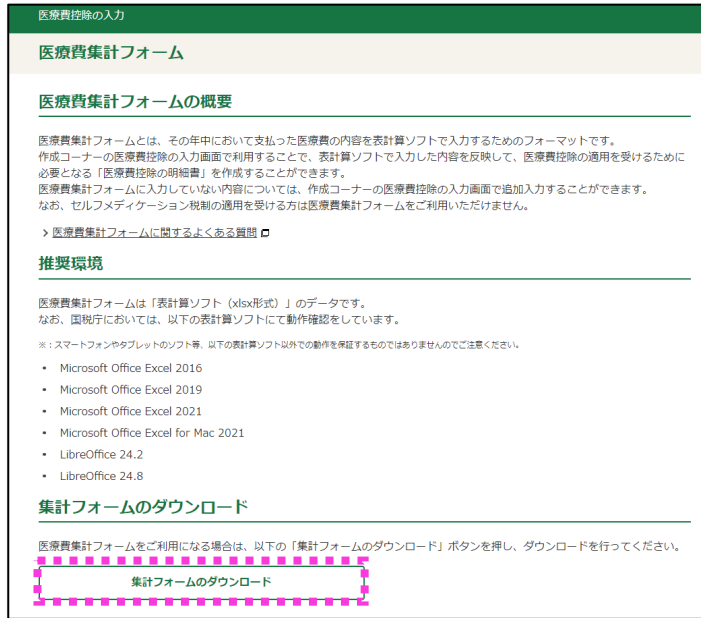 医療費控除の入力
医療費集計フォーム
医療費集計フォームの概要
医療費集計フォームとは、その年中において支払った医療費の内容を表計算ソフトで入力するためのフォーマットです。
作成コーナーの医療費控除の入力画面で利用することで、表計算ソフトで入力した内容を反映して、医療費控除の適用を受けるために
必要となる「医療費控除の明細書」を作成することができます。
医療費集計フォームに入力していない内容については、作成コーナーの医療費控除の入力画面で追加入力することができます。
なお、セルフメディケーション税制の適用を受ける方は医療費集計フォームをご利用いただけません。
> 医療費集計フォームに関するよくある質問
推奨環境
医療費集計フォームは「表計算ソフト（xlsx形式）」のデータです。
なお、国税庁においては、以下の表計算ソフトにて動作確認をしています。
※：スマートフォンやタブレットのソフト等、以下の表計算ソフト以外での動作を保証するものではありませんのでご注意ください。
• Microsoft Office Excel 2016
• Microsoft Office Excel 2019
• Microsoft Office Excel 2021
• Microsoft Office Excel for Mac 2021
• LibreOffice 24.2
• LibreOffice 24.8
集計フォームのダウンロード
医療費集計フォームをご利用になる場合は、以下の「集計フォームのダウンロード」ボタンを押し、ダウンロードを行ってください。
集計フォームのダウンロード